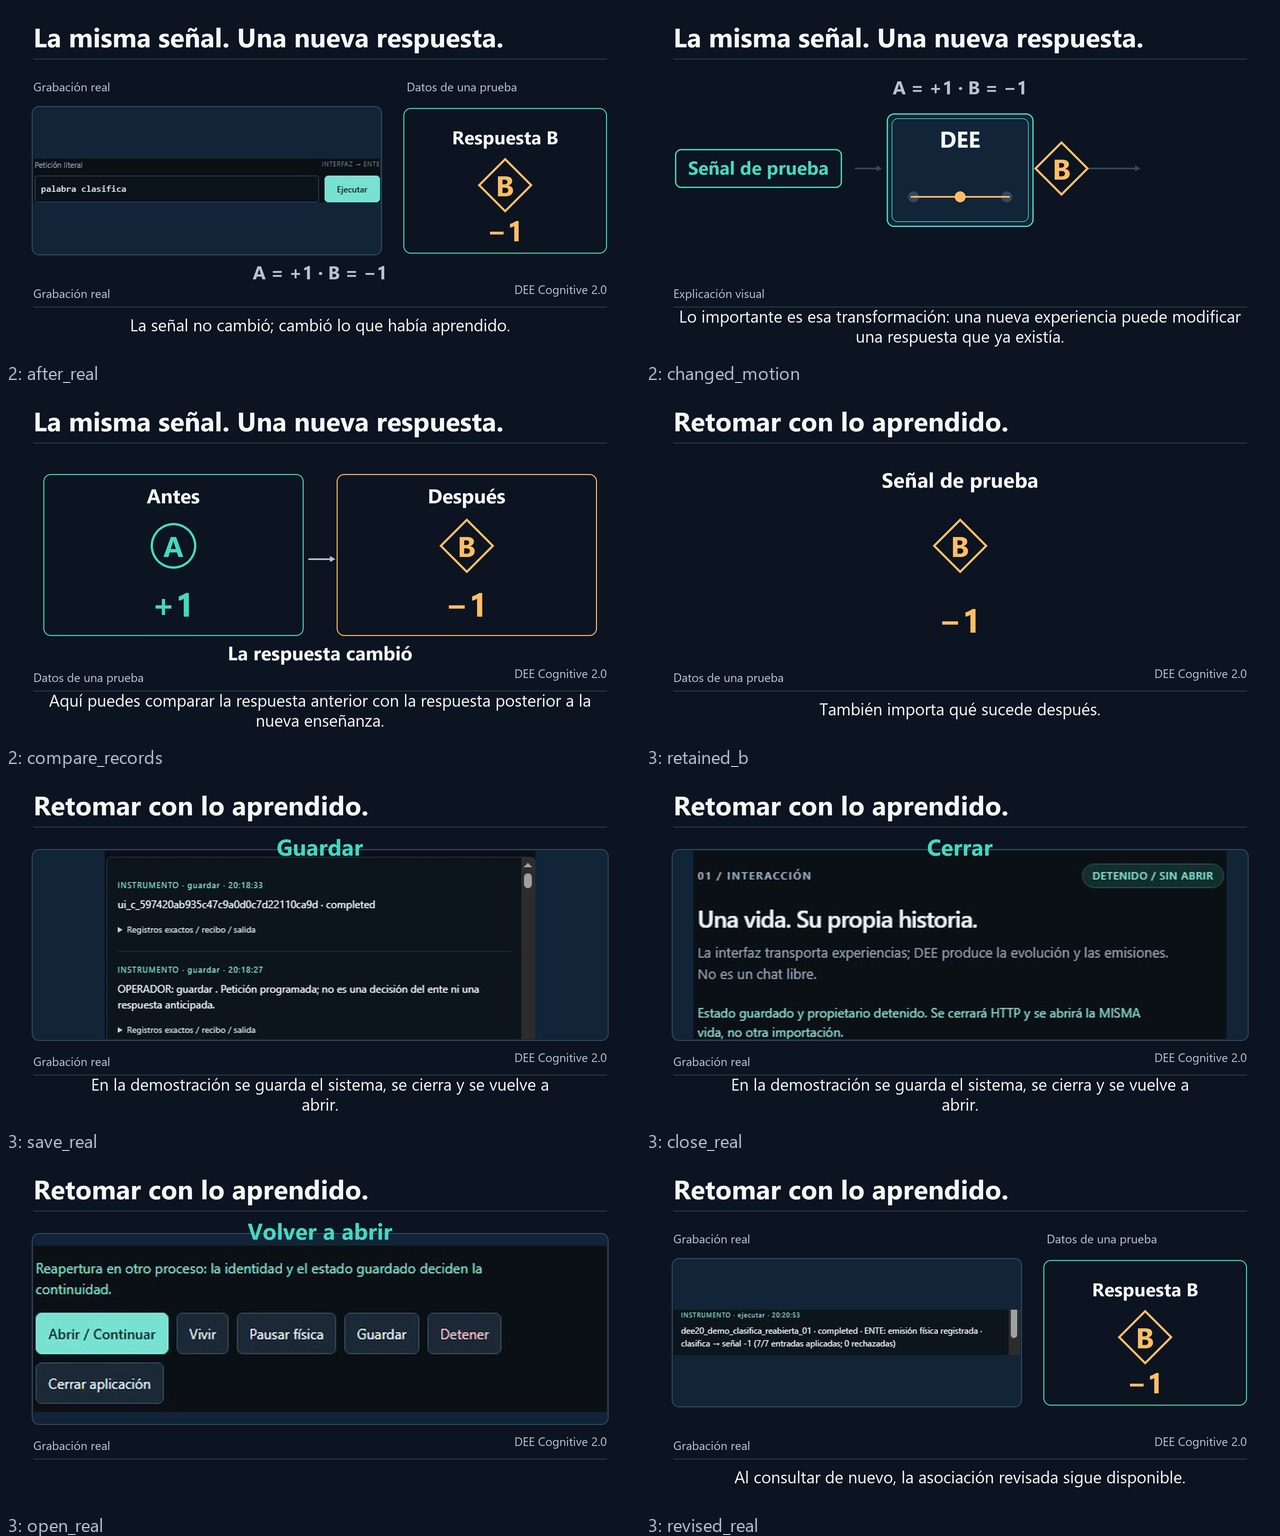 La misma señal. Una nueva respuesta.
Grabación real
Datos de una prueba
Petición literal
INTERFAZ → ENTE
palabra clasifica
Ejecutar
Respuesta B
B
−1
A = +1 · B = −1
Grabación real
DEE Cognitive 2.0
La señal no cambió; cambió lo que había aprendido.
2: after_real
La misma señal. Una nueva respuesta.
A = +1 · B = −1
Señal de prueba
DEE
B
Explicación visual
Lo importante es esa transformación: una nueva experiencia puede modificar
una respuesta que ya existía.
2: changed_motion
La misma señal. Una nueva respuesta.
Antes
A
+1
Después
B
−1
La respuesta cambió
Datos de una prueba
DEE Cognitive 2.0
Aquí puedes comparar la respuesta anterior con la respuesta posterior a la
nueva enseñanza.
2: compare_records
Retomar con lo aprendido.
Señal de prueba
B
−1
Datos de una prueba
DEE Cognitive 2.0
También importa qué sucede después.
3: retained_b
Retomar con lo aprendido.
Guardar
INSTRUMENTO · guardar · 20:18:33
ui_c_597420ab935c47c9a0d0c7d22110ca9d · completed
▶ Registros exactos / recibo / salida
INSTRUMENTO · guardar · 20:18:27
OPERADOR: guardar . Petición programada; no es una decisión del ente ni una
respuesta anticipada.
▶ Registros exactos / recibo / salida
Grabación real
DEE Cognitive 2.0
En la demostración se guarda el sistema, se cierra y se vuelve a
abrir.
3: save_real
Retomar con lo aprendido.
Cerrar
01 / INTERACCIÓN
DETENIDO / SIN ABRIR
Una vida. Su propia historia.
La interfaz transporta experiencias; DEE produce la evolución y las emisiones.
No es un chat libre.
Estado guardado y propietario detenido. Se cerrará HTTP y se abrirá la MISMA
vida, no otra importación.
Grabación real
DEE Cognitive 2.0
En la demostración se guarda el sistema, se cierra y se vuelve a
abrir.
3: close_real
Retomar con lo aprendido.
Volver a abrir
Reapertura en otro proceso: la identidad y el estado guardado deciden la
continuidad.
Abrir / Continuar
Vivir
Pausar física
Guardar
Detener
Cerrar aplicación
Grabación real
DEE Cognitive 2.0
3: open_real
Retomar con lo aprendido.
Grabación real
Datos de una prueba
INSTRUMENTO · ejecutar · 20:20:53
dee20_demo_clasifica_reabierta_01 · completed · ENTE: emisión física registrada ·
clasifica → señal -1 (7/7 entradas aplicadas; 0 rechazadas)
Respuesta B
B
−1
Grabación real
DEE Cognitive 2.0
Al consultar de nuevo, la asociación revisada sigue disponible.
3: revised_real